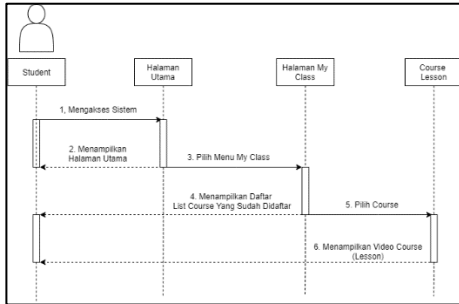 Student
Halaman
Utama
Halaman My
Class
Course
Lesson
1, Mengakses Sistem
2. Menampilkan
Halaman Utama
3. Pilih Menu My Class
4. Menampilkan Daftar
List Course Yang Sudah Didaftar
5. Pilih Course
6. Menampilkan Video Course
(Lesson)